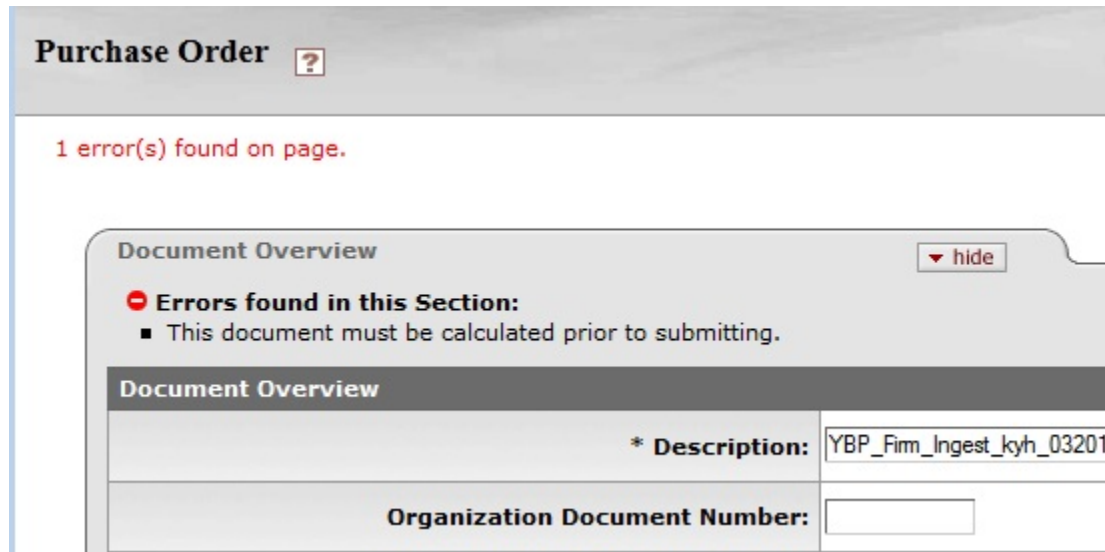 Purchase Order ?
1 error(s) found on page.
Document Overview
hide
Errors found in this Section:
This document must be calculated prior to submitting.
Document Overview
* Description: YBP_Firm_Ingest_kyh_03201
Organization Document Number: